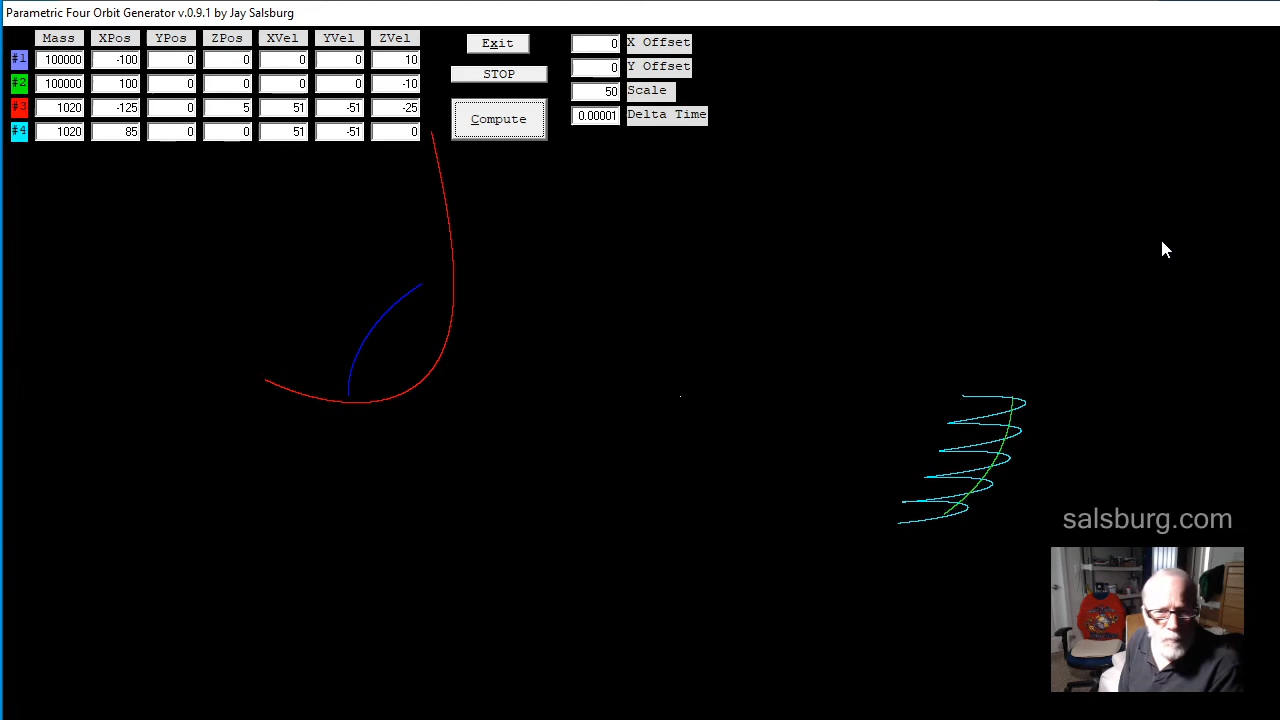 Parametric Four Orbit Generator v.0.9.1 by Jay Salsburg
Mass XPos YPos ZPos XVel YVel ZVel
#1 100000 -100 0 0 0 0 10
#2 100000 100 0 0 0 0 -10
#3 1020 -125 0 5 51 -51 -25
#4 1020 85 0 0 51 -51 0
Exit
STOP
Compute
0 X Offset
0 Y Offset
50 Scale
0.00001 Delta Time
salsburg.com